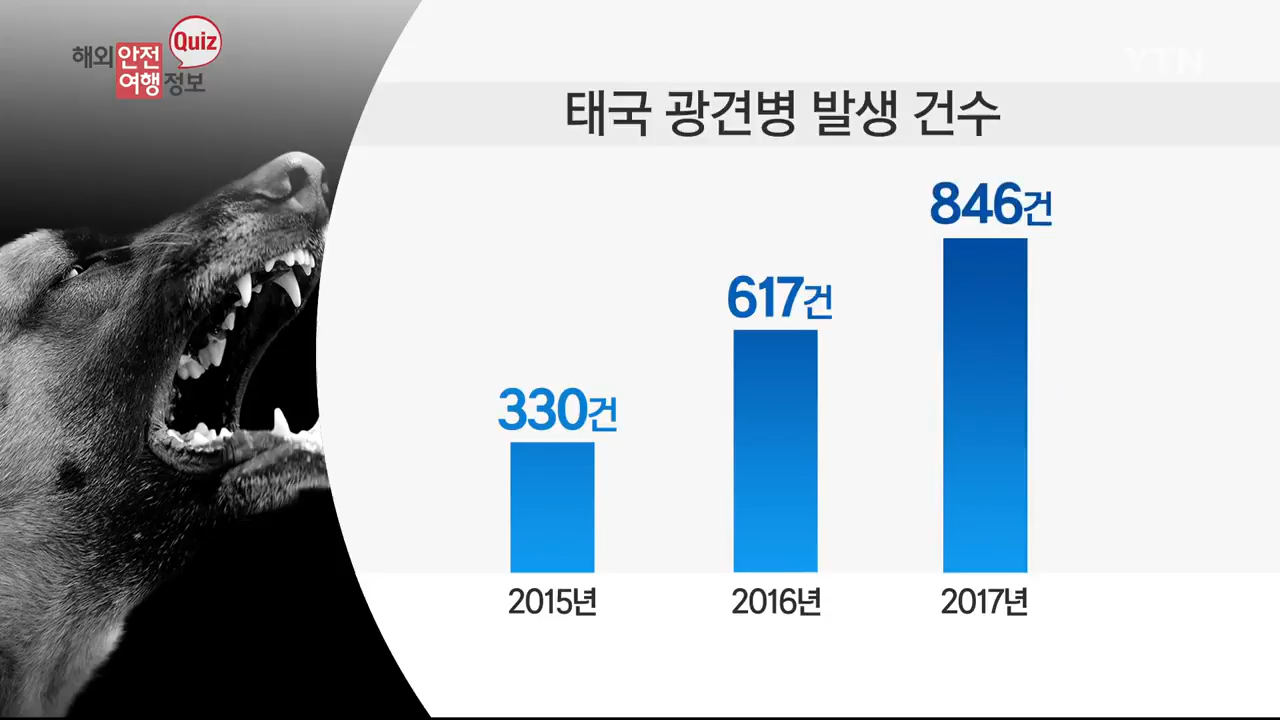 Quiz
해외 안전
여행 정보
YTN
태국 광견병 발생 건수
846건
617건
330건
2015년
2016년
2017년